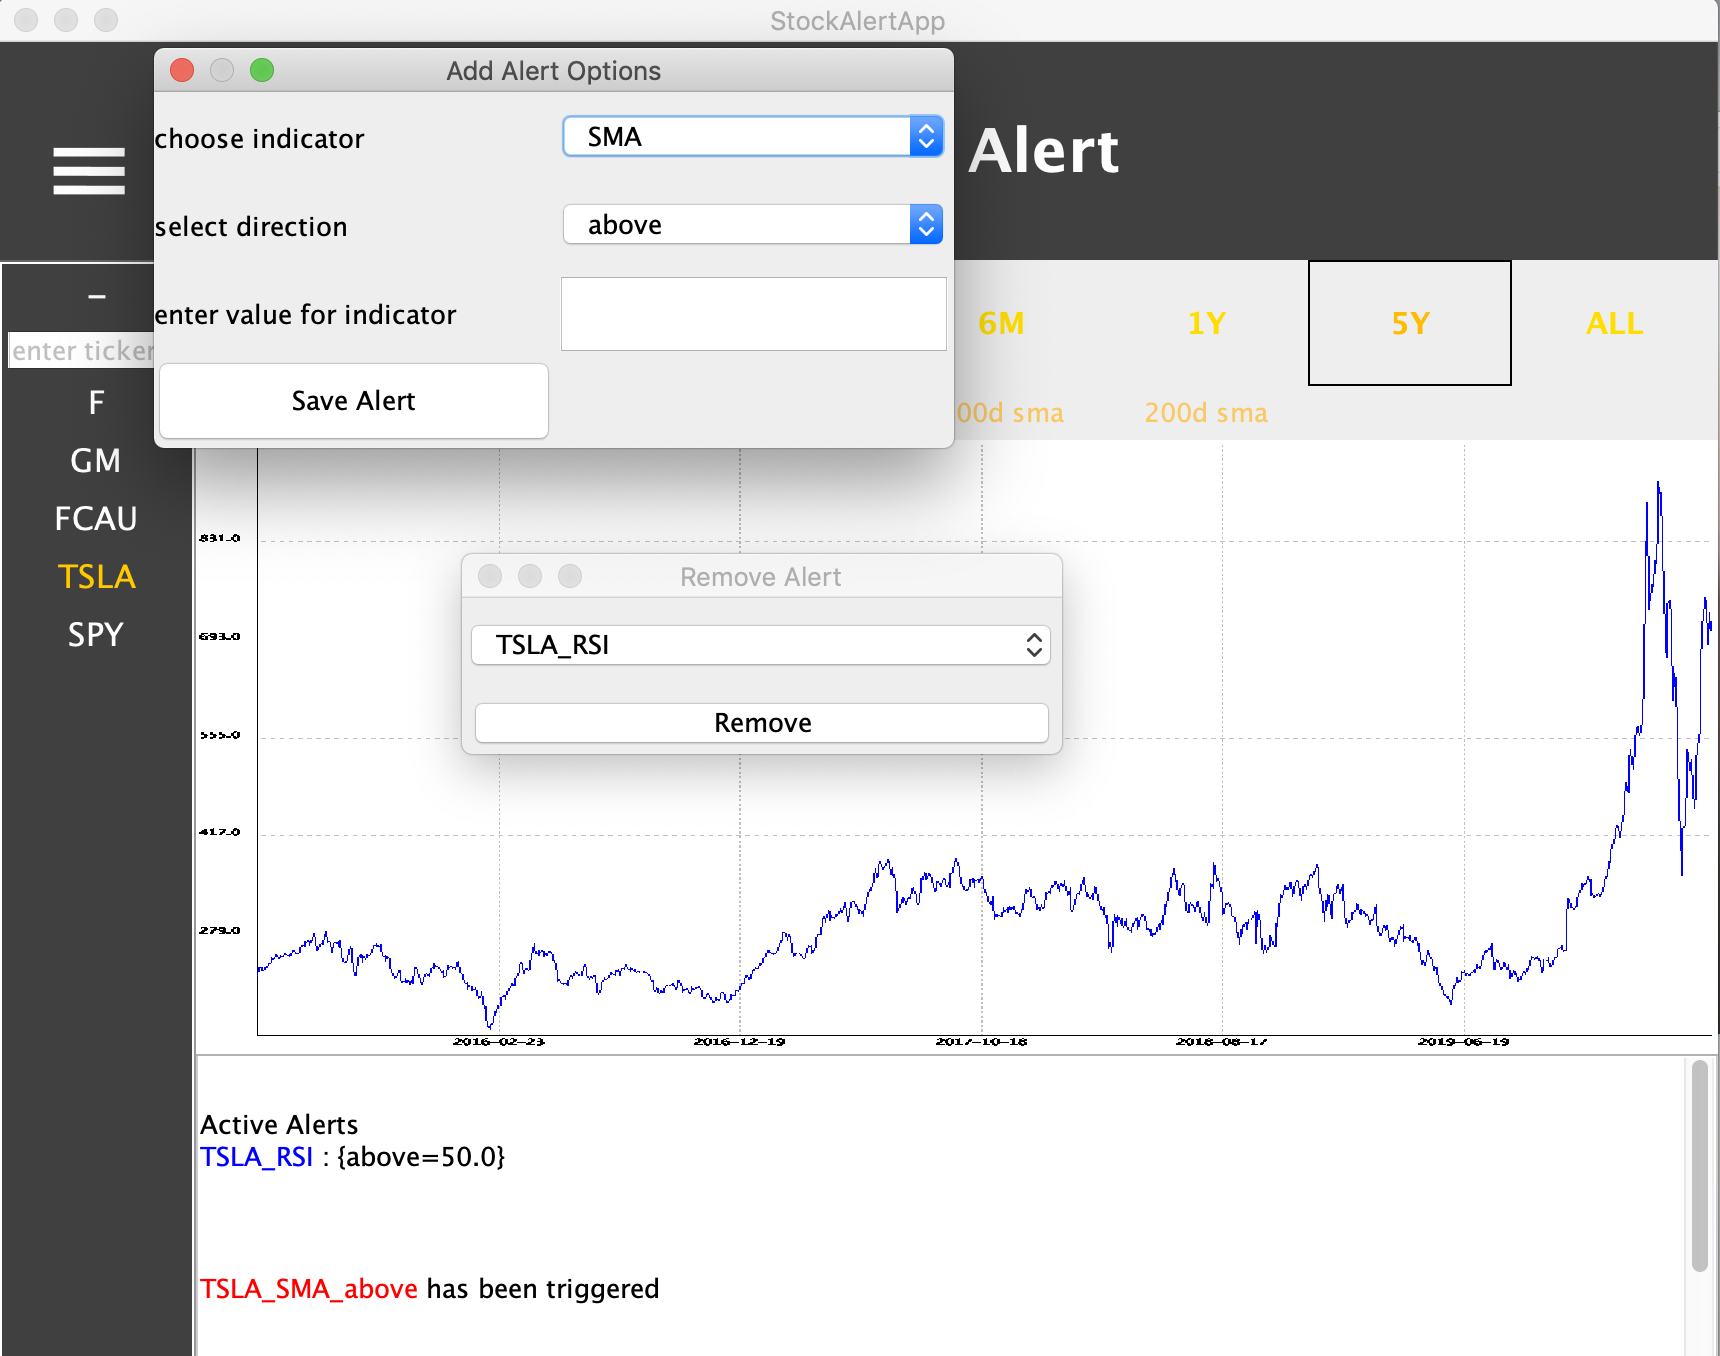 StockAlertApp
Add Alert Options
choose indicator SMA
Alert
select direction above
enter value for indicator
Save Alert
6M 1Y 5Y ALL
00d sma 200d sma
–
enter ticker
F
GM
FCAU
TSLA
SPY
831.0
693.0
555.0
417.0
279.0
Remove Alert
TSLA_RSI
Remove
2016-02-23 2016-12-19 2017-10-18 2018-08-17 2019-06-19
Active Alerts
TSLA_RSI : {above=50.0}
TSLA_SMA_above has been triggered